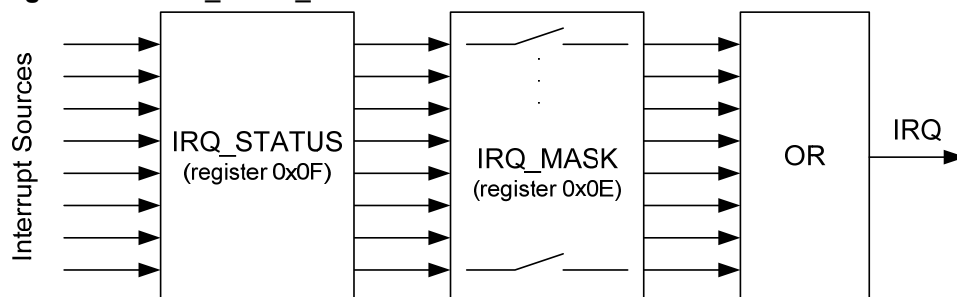 Interrupt Sources
IRQ_STATUS
(register 0x0F)
IRQ_MASK
(register 0x0E)
OR
IRQ